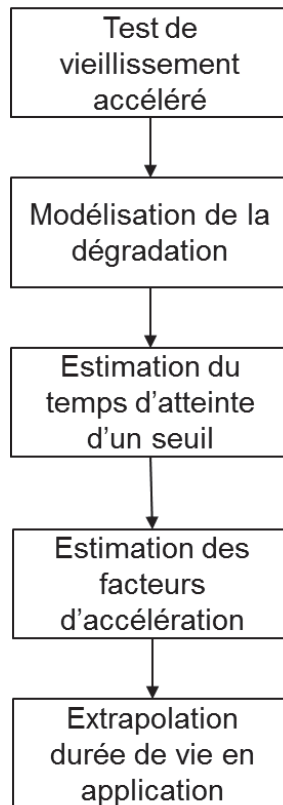 Test de
vieillissement
accéléré
Modélisation de la
dégradation
Estimation du
temps d'atteinte
d'un seuil
Estimation des
facteurs
d'accélération
Extrapolation
durée de vie en
application